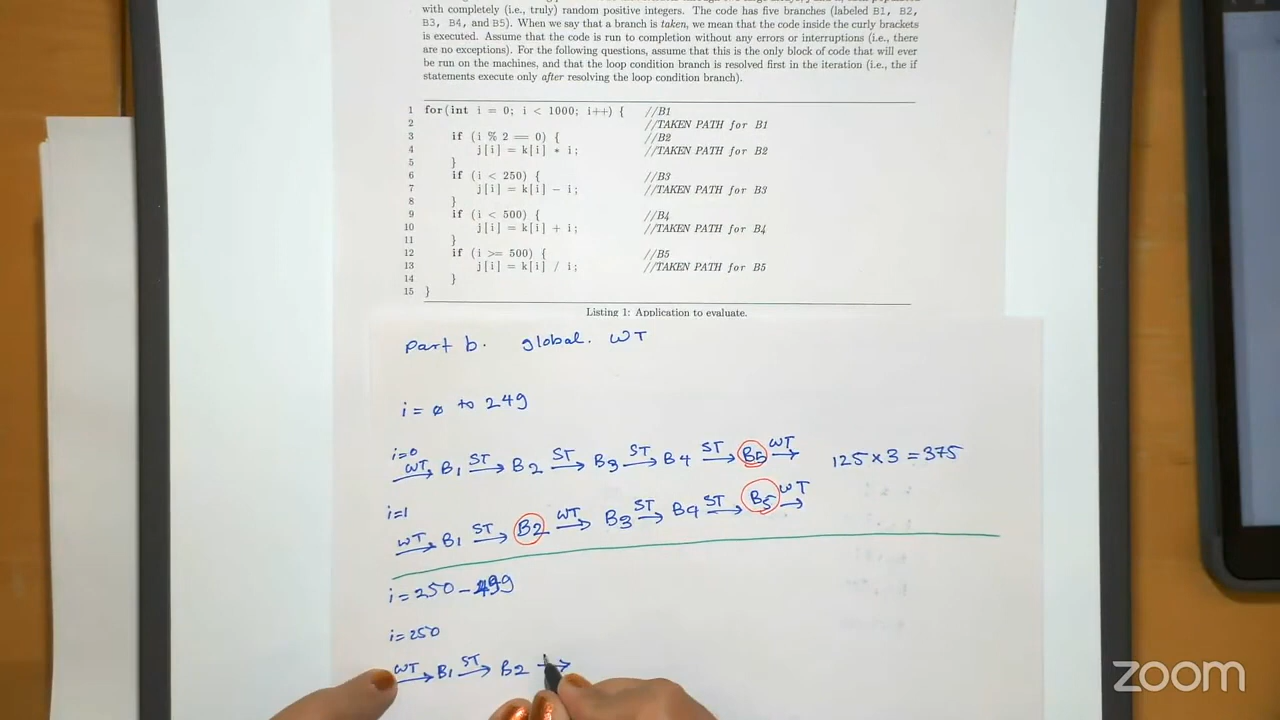 with completely (i.e., truly) random positive integers. The code has five branches (labeled B1, B2,
B3, B4, and B5). When we say that a branch is taken, we mean that the code inside the curly brackets
is executed. Assume that the code is run to completion without any errors or interruptions (i.e., there
are no exceptions). For the following questions, assume that this is the only block of code that will ever
be run on the machines, and that the loop condition branch is resolved first in the iteration (i.e., the if
statements execute only after resolving the loop condition branch).
1 for(int i = 0; i < 1000; i++) { //B1
2 //TAKEN PATH for B1
3 if (i % 2 == 0) { //B2
4 j[i] = k[i] * i; //TAKEN PATH for B2
5 }
6 if (i < 250) { //B3
7 j[i] = k[i] - i; //TAKEN PATH for B3
8 }
9 if (i < 500) { //B4
10 j[i] = k[i] + i; //TAKEN PATH for B4
11 }
12 if (i >= 500) { //B5
13 j[i] = k[i] / i; //TAKEN PATH for B5
14 }
15 }
Listing 1: Application to evaluate.
Part b. global. WT
i = 0 to 249
i=0
WT→ B1 ST→ B2 ST→ B3 ST→ B4 ST→ B5 WT→ 125×3=375
i=1
WT→ B1 ST→ B2 WT→ B3 ST→ B4 ST→ B5 WT→
i=250-499
i=250
WT→ B1 ST→ B2 →
zoom